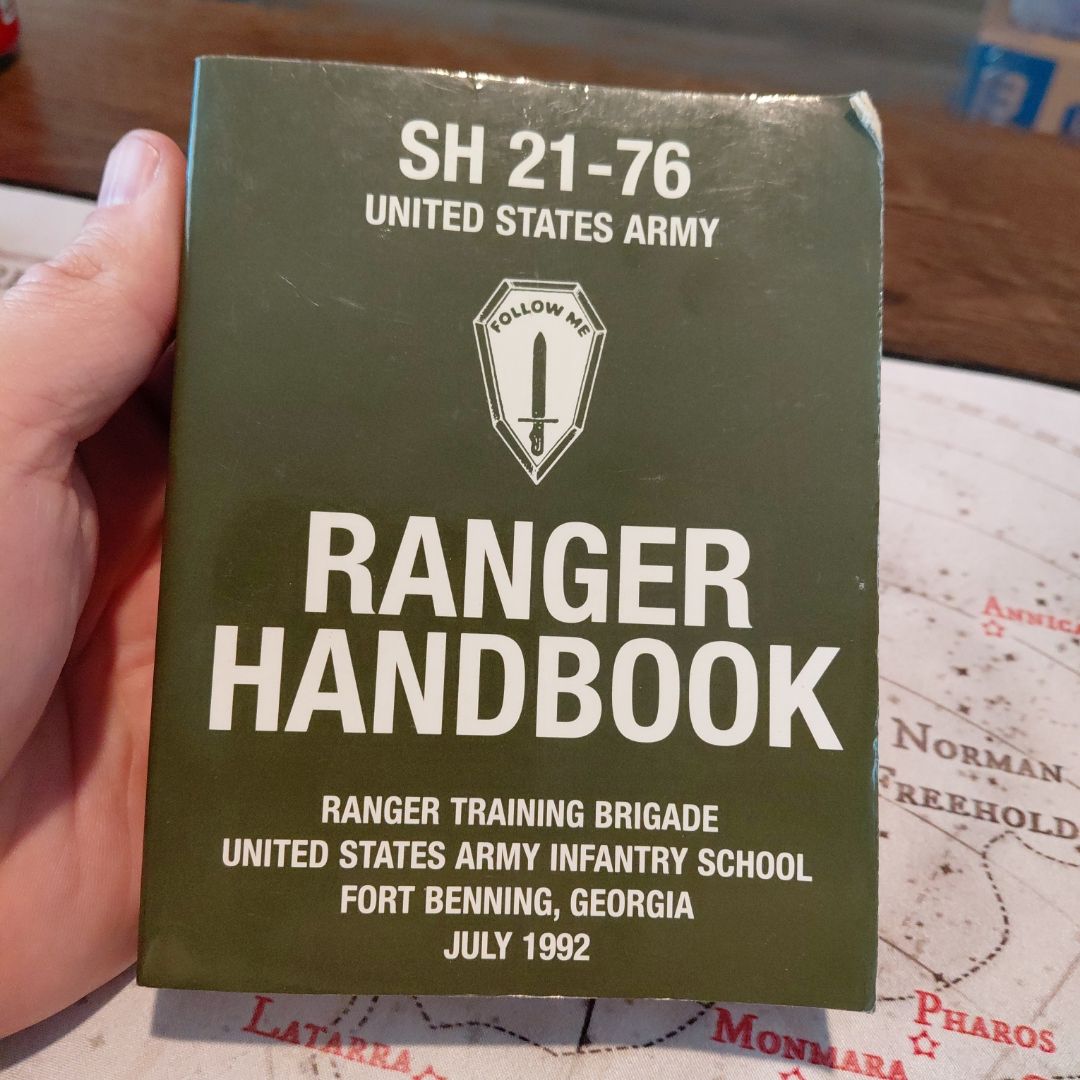 SH 21-76
UNITED STATES ARMY
FOLLOW ME
RANGER
HANDBOOK
RANGER TRAINING BRIGADE
UNITED STATES ARMY INFANTRY SCHOOL
FORT BENNING, GEORGIA
JULY 1992
NORMAN
FREEHOLD
PHAROS
MONMARA
LATARRA